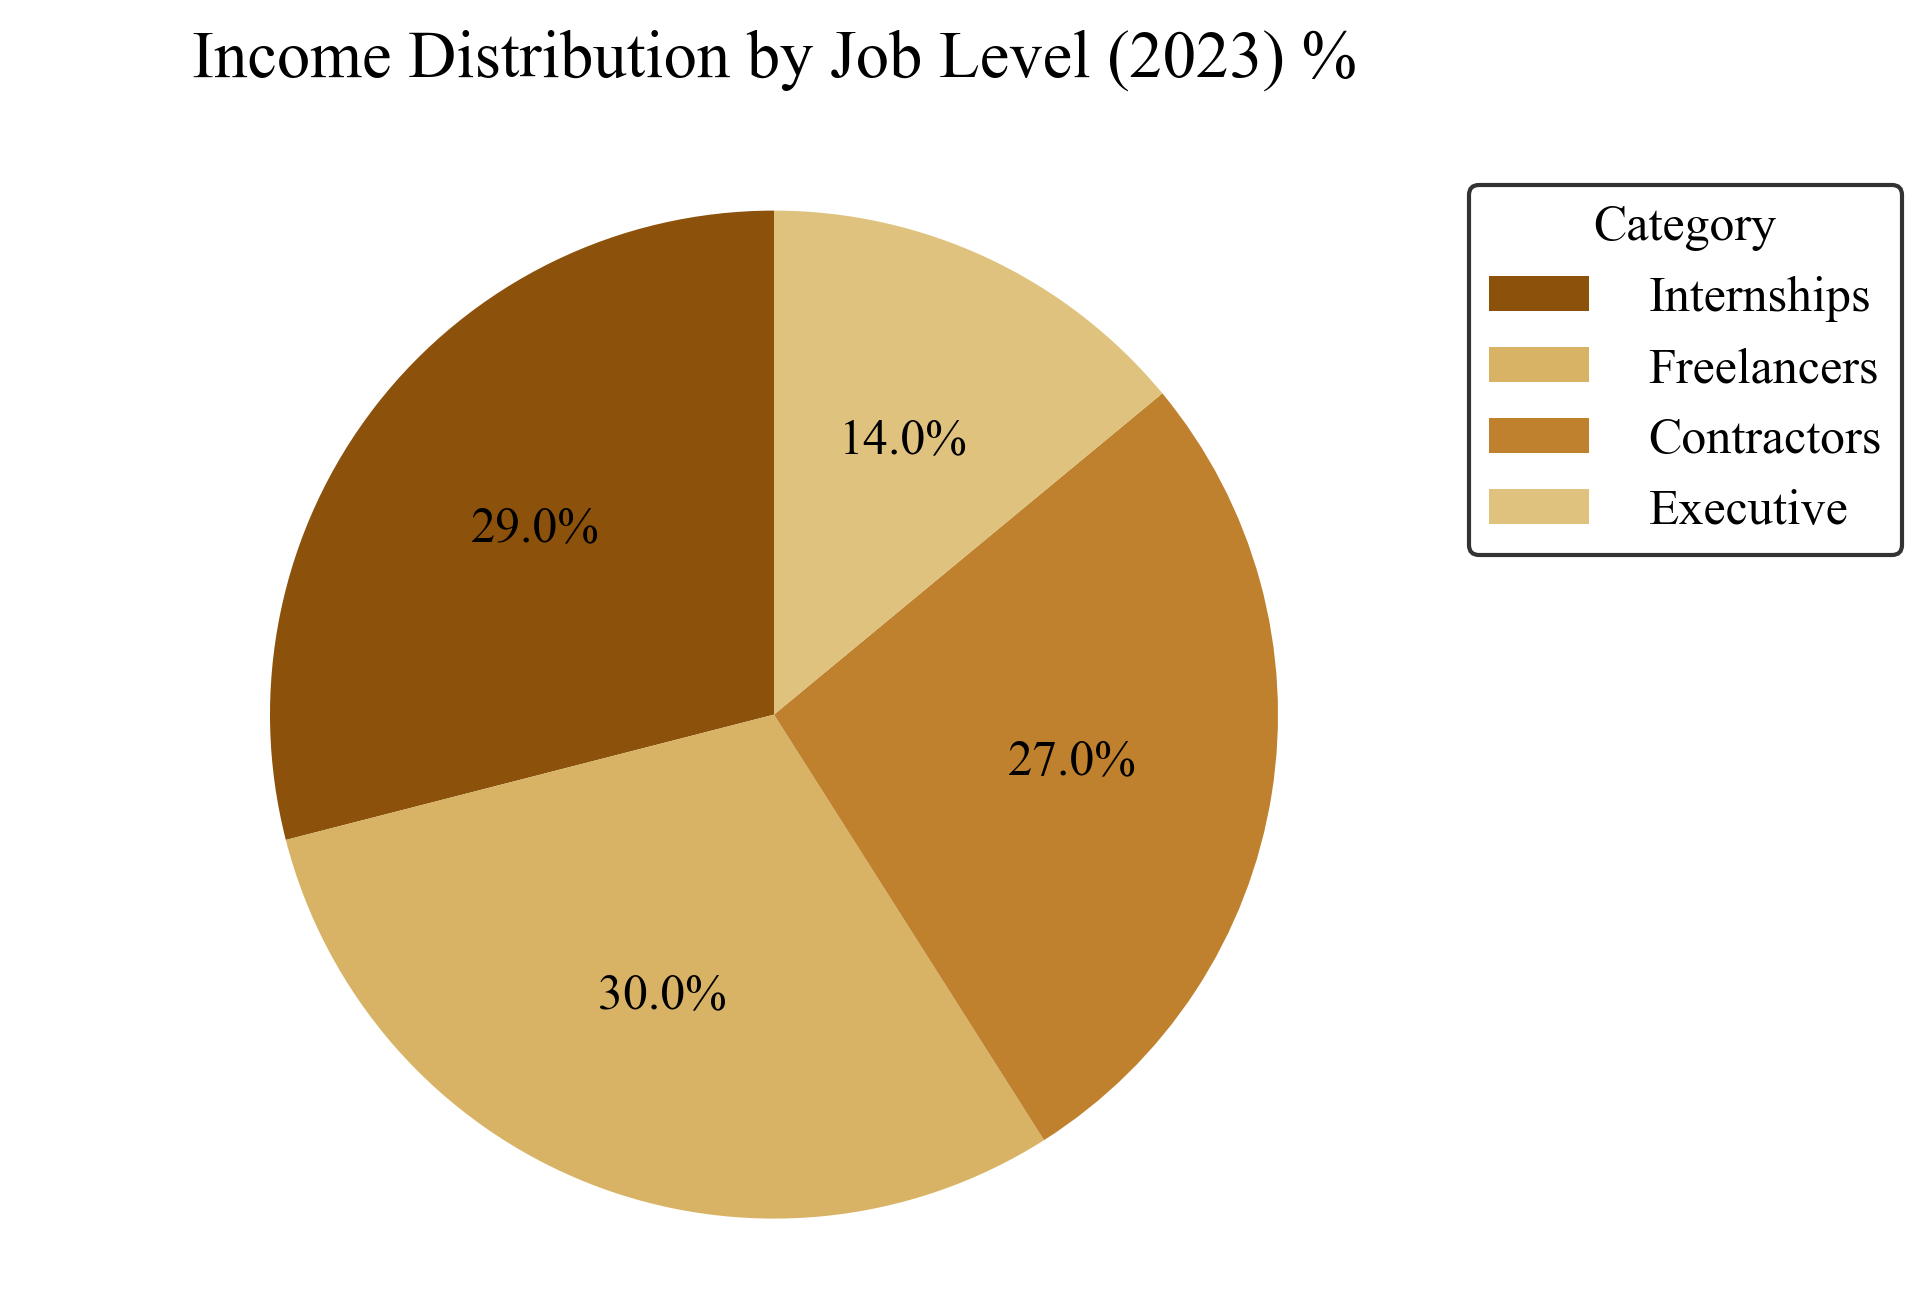 Income Distribution by Job Level (2023) %
Category
Internships
Freelancers
Contractors
Executive
14.0%
29.0%
27.0%
30.0%